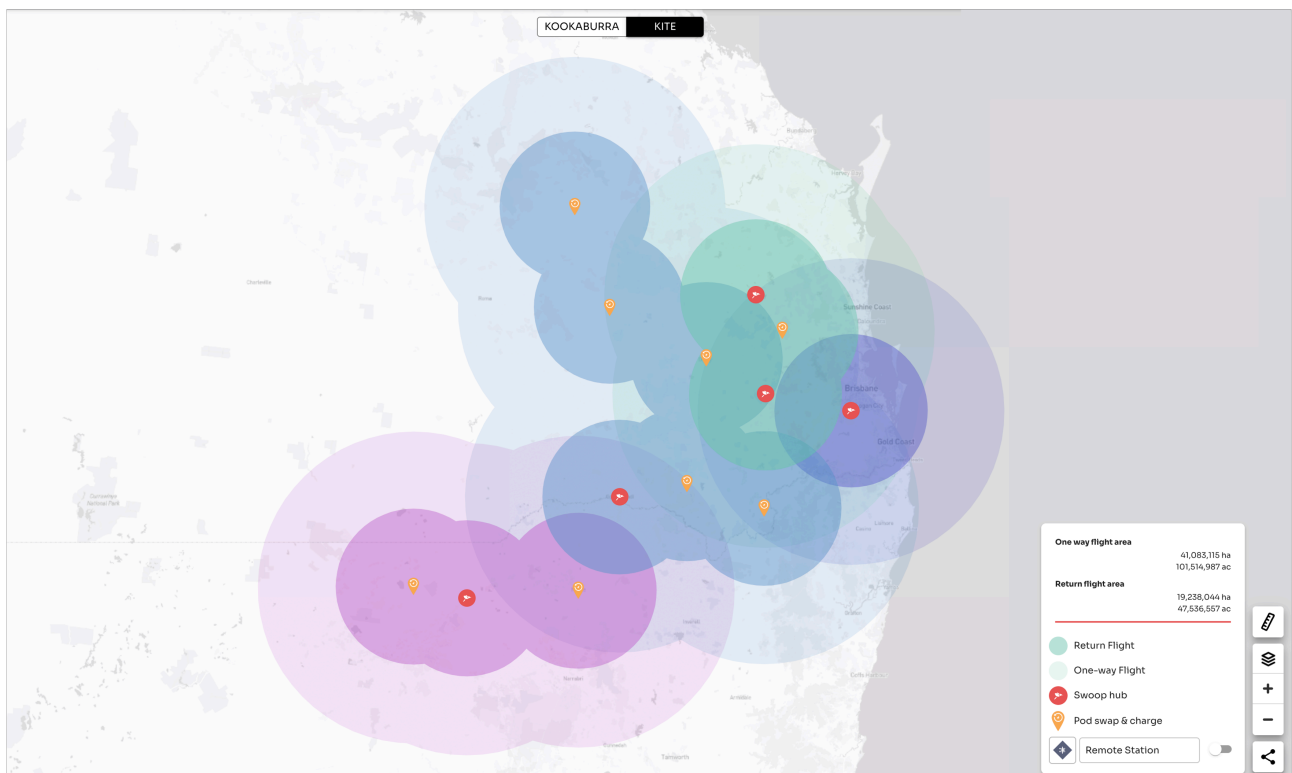 KOOKABURRA
KITE
Charleville
Roma
Sunshine Coast
Brisbane
Gold Coast
Lismore
Tamworth
One way flight area
41,083,115 ha
101,514,987 ac
Return flight area
19,238,044 ha
47,536,557 ac
Return Flight
One-way Flight
Swoop hub
Pod swap & charge
Remote Station